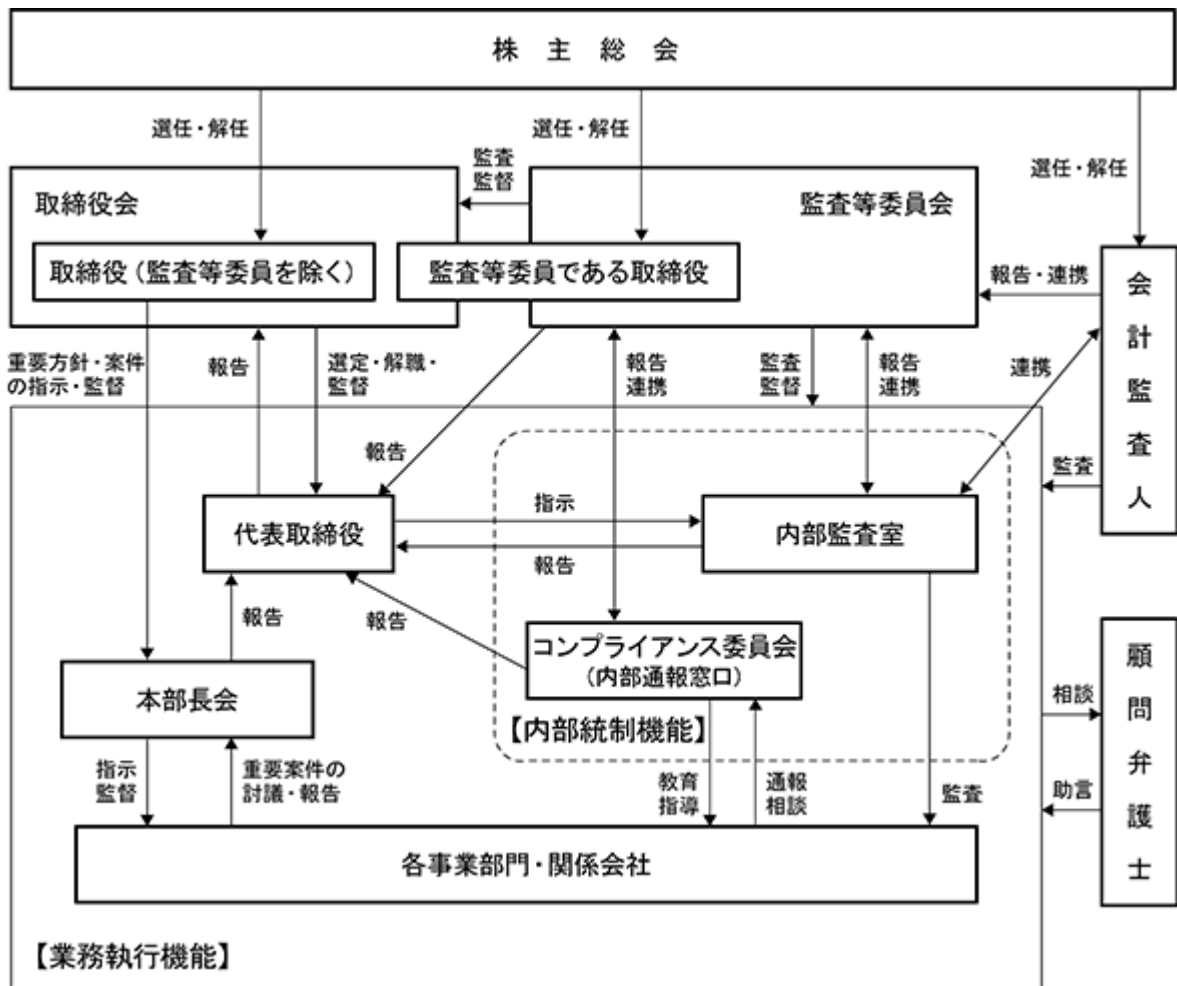 株主総会
選任・解任
選任・解任
選任・解任
監査
監督
取締役会
監査等委員会
取締役（監査等委員を除く）
監査等委員である取締役
報告・連携
会計監査人
重要方針・案件
の指示・監督
報告
選定・解職・
監督
報告
連携
監査
監督
報告
連携
連携
報告
監査
代表取締役
指示
報告
内部監査室
報告
報告
コンプライアンス委員会
（内部通報窓口）
本部長会
【内部統制機能】
顧問弁護士
相談
助言
指示
監督
重要案件の
討議・報告
教育
指導
通報
相談
監査
各事業部門・関係会社
【業務執行機能】